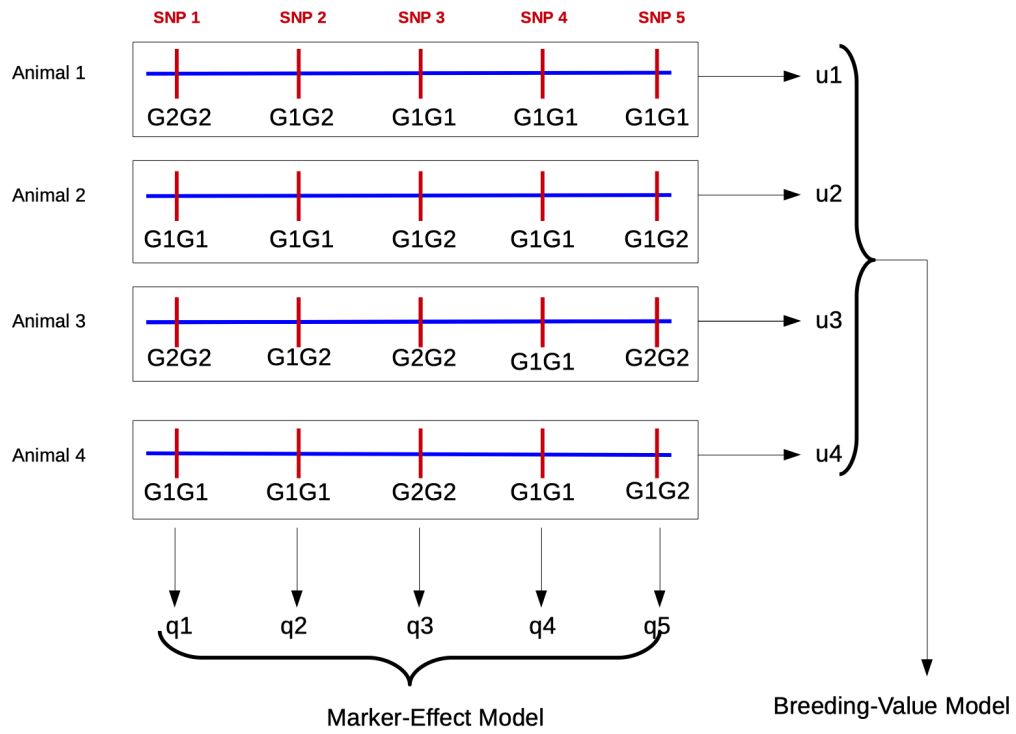 SNP 1 SNP 2 SNP 3 SNP 4 SNP 5
Animal 1 u1
G2G2 G1G2 G1G1 G1G1 G1G1
Animal 2 u2
G1G1 G1G1 G1G2 G1G1 G1G2
Animal 3 u3
G2G2 G1G2 G2G2 G1G1 G2G2
Animal 4 u4
G1G1 G1G1 G2G2 G1G1 G1G2
q1 q2 q3 q4 q5
Marker-Effect Model
Breeding-Value Model